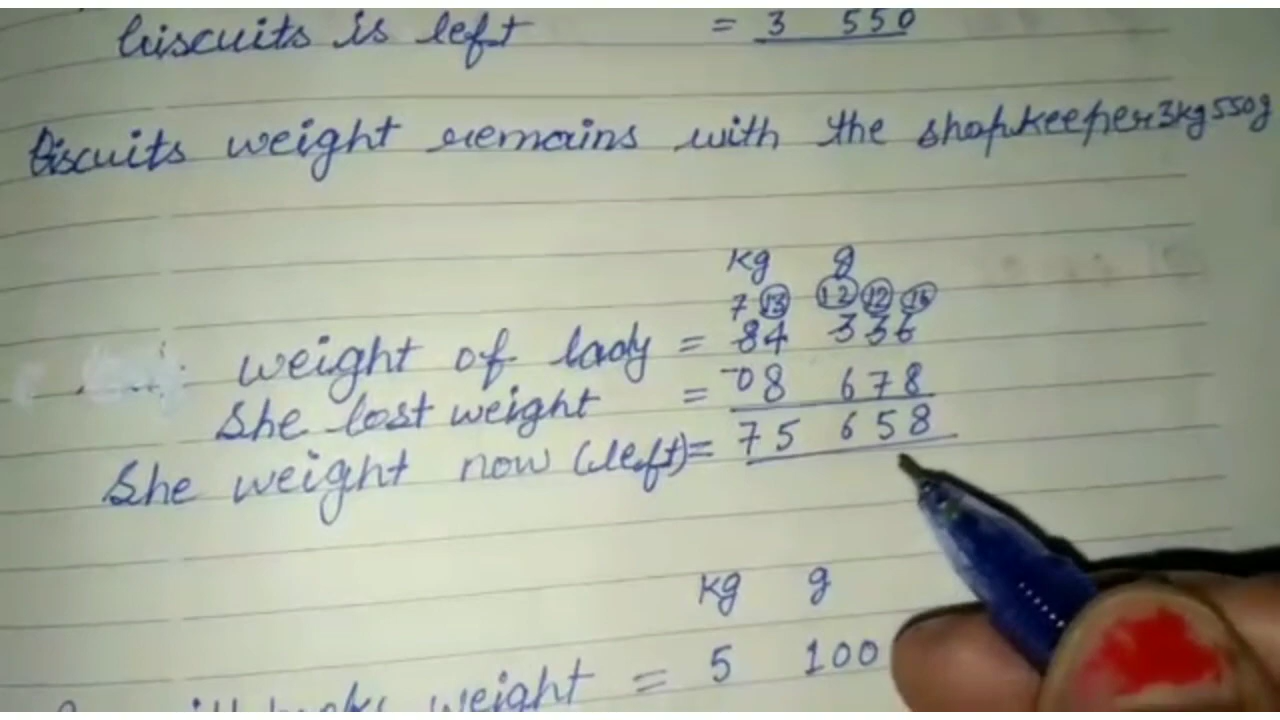 biscuits is left = 3 550
Biscuits weight remains with the shopkeeper 3kg 550g
kg g
7 13 12 12 16
weight of lady = 84 336
She lost weight = -08 678
She weight now (left) = 75 658
kg g
weight = 5 100